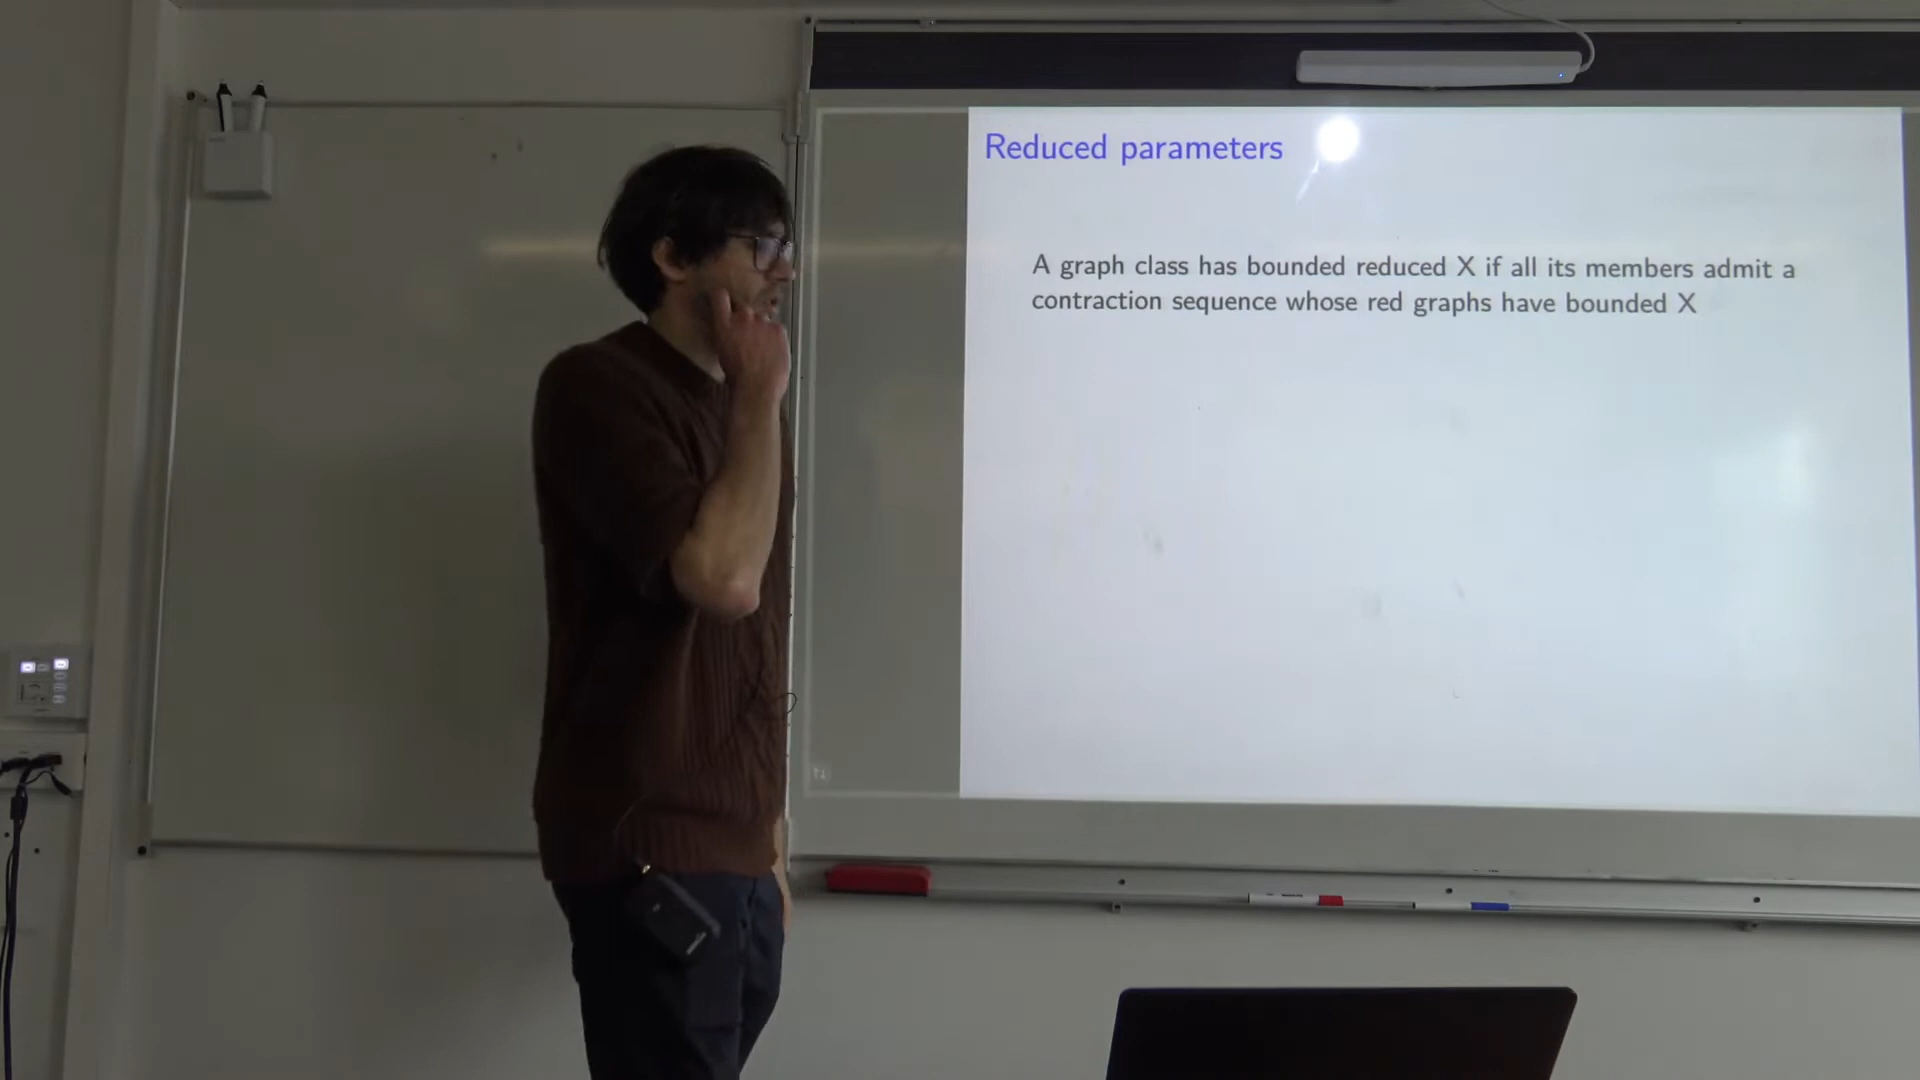 Reduced parameters
A graph class has bounded reduced X if all its members admit a
contraction sequence whose red graphs have bounded X